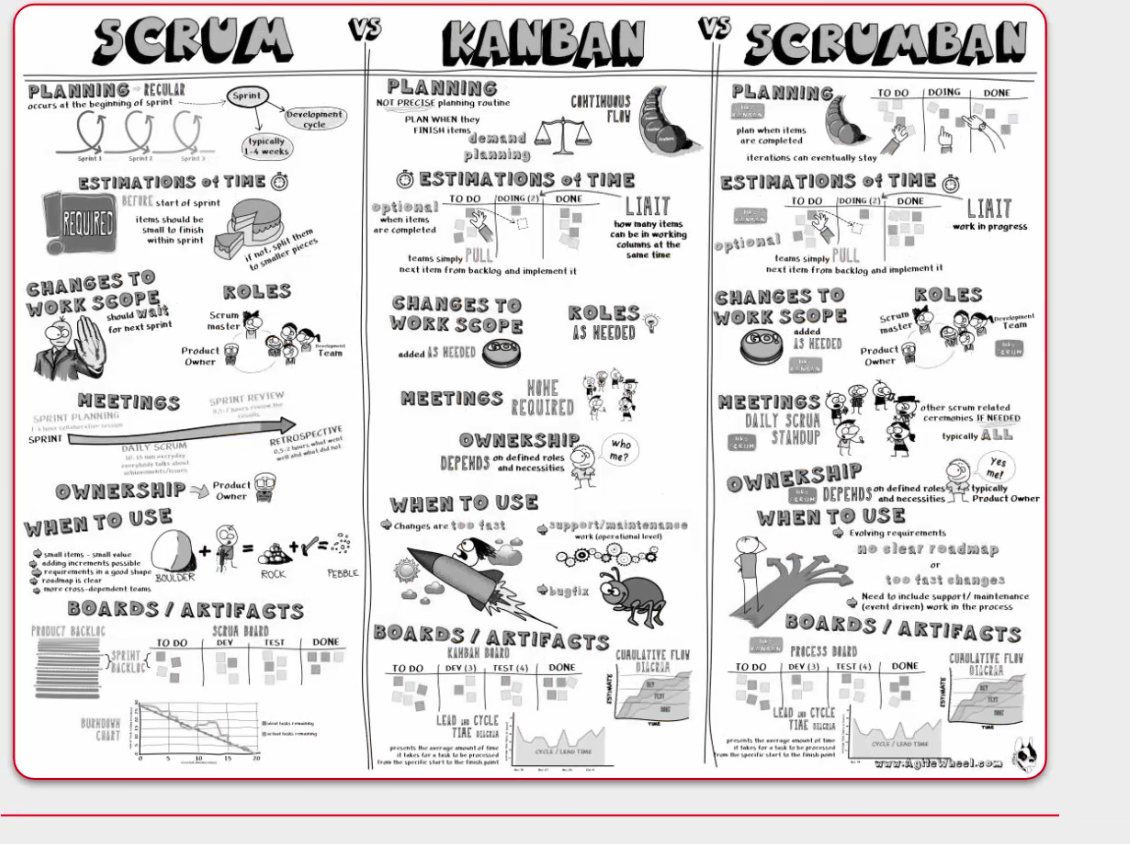 SCRUM
VS
KANBAN
VS
SCRUMBAN
PLANNING - REGULAR
occurs at the beginning of sprint
Sprint
Development
cycle
typically
1-4 weeks
Sprint 1
Sprint 2
Sprint 3
ESTIMATIONS of TIME
REQUIRED
BEFORE start of sprint
items should be
small to finish
within sprint
if not, split them
to smaller pieces
CHANGES TO
WORK SCOPE
should wait
for next sprint
ROLES
Scrum
master
Product
Owner
Development
Team
MEETINGS
SPRINT PLANNING
SPRINT REVIEW
SPRINT
DAILY SCRUM
10-15 min everyday
everybody talks about
achievements/issues
RETROSPECTIVE
0,5-2 hours what went
well and what did not
OWNERSHIP
Product
Owner
WHEN TO USE
small items - small value
adding increments possible
requirements in a good shape
roadmap is clear
more cross-dependent teams
BOULDER
+
=
ROCK
+
=
PEBBLE
BOARDS / ARTIFACTS
PRODUCT BACKLOG
SCRUM BOARD
SPRINT
BACKLOG
TO DO
DEV
TEST
DONE
BURNDOWN
CHART
ideal tasks remaining
actual tasks remaining
0 5 10 15 20
PLANNING
NOT PRECISE planning routine
PLAN WHEN they
FINISH items
demand
planning
CONTINUOUS
FLOW
ESTIMATIONS of TIME
optional
when items
are completed
TO DO
DOING (2)
DONE
LIMIT
how many items
can be in working
columns at the
same time
teams simply PULL
next item from backlog and implement it
CHANGES TO
WORK SCOPE
added AS NEEDED
ROLES
AS NEEDED
MEETINGS
NONE
REQUIRED
OWNERSHIP
DEPENDS on defined roles
and necessities
who
me?
WHEN TO USE
Changes are too fast
support/maintenance
work (operational level)
bugfix
BOARDS / ARTIFACTS
KANBAN BOARD
TO DO
DEV (3)
TEST (4)
DONE
CUMULATIVE FLOW
DIAGRAM
ESTIMATE
TIME
LEAD AND CYCLE
TIME DIAGRAM
presents the average amount of time
it takes for a task to be processed
from the specific start to the finish point
CYCLE / LEAD TIME
PLANNING
plan when items
are completed
TO DO
DOING
DONE
iterations can eventually stay
ESTIMATIONS of TIME
optional
TO DO
DOING (2)
DONE
LIMIT
work in progress
teams simply PULL
next item from backlog and implement it
CHANGES TO
WORK SCOPE
added
AS NEEDED
ROLES
Scrum
master
Product
Owner
Development
Team
MEETINGS
DAILY SCRUM
STANDUP
other scrum related
ceremonies IF NEEDED
typically ALL
OWNERSHIP
DEPENDS on defined roles
and necessities
Yes
me!
typically
Product Owner
WHEN TO USE
Evolving requirements
no clear roadmap
or
too fast changes
Need to include support/ maintenance
(event driven) work in the process
BOARDS / ARTIFACTS
PROCESS BOARD
TO DO
DEV (3)
TEST (4)
DONE
CUMULATIVE FLOW
DIAGRAM
ESTIMATE
TIME
LEAD AND CYCLE
TIME DIAGRAM
presents the average amount of time
it takes for a task to be processed
from the specific start to the finish point
CYCLE / LEAD TIME
www.AgileWheel.com